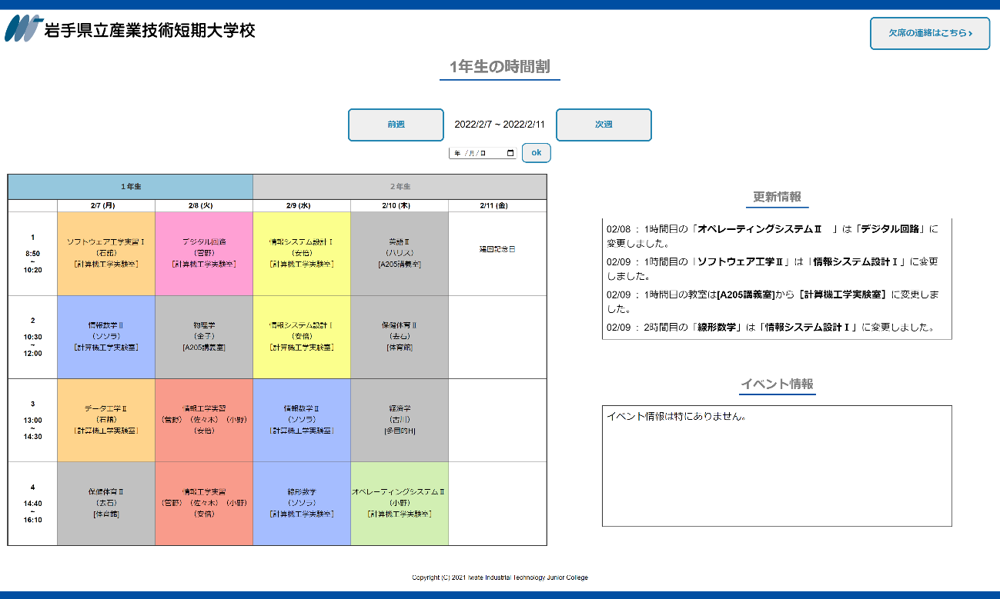 岩手県立産業技術短期大学校
欠席の連絡はこちら›
1年生の時間割
前週 2022/2/7 ~ 2022/2/11 次週
年 /月/日 ok
1年生 2年生
2/7 (月) 2/8 (火) 2/9 (水) 2/10 (木) 2/11 (金)
1
8:50
~
10:20
ソフトウェア工学実習Ⅰ
（石舘）
［計算機工学実験室］
デジタル回路
（菅野）
［計算機工学実験室］
情報システム設計Ⅰ
（安倍）
［計算機工学実験室］
英語Ⅱ
（ハリス）
[A205講義室]
建国記念日
2
10:30
~
12:00
情報数学Ⅱ
（ソソラ）
［計算機工学実験室］
物理学
（金子）
[A205講義室]
情報システム設計Ⅰ
（安倍）
［計算機工学実験室］
保健体育Ⅱ
（去石）
[体育館]
3
13:00
~
14:30
データ工学Ⅱ
（石舘）
［計算機工学実験室］
情報工学実習
（菅野）（佐々木）（小野）
（安倍）
情報数学Ⅱ
（ソソラ）
［計算機工学実験室］
経済学
（古川）
[多目的H]
4
14:40
~
16:10
保健体育Ⅱ
（去石）
[体育館]
情報工学実習
（菅野）（佐々木）（小野）
（安倍）
線形数学
（ソソラ）
［計算機工学実験室］
オペレーティングシステムⅡ
（小野）
［計算機工学実験室］
更新情報
02/08 ： 1時間目の「オペレーティングシステムⅡ　」は「デジタル回路」に
変更しました。
02/09 ： 1時間目の「ソフトウェア工学Ⅱ」は「情報システム設計Ⅰ」に変更
しました。
02/09 ： 1時間目の教室は[A205講義室]から［計算機工学実験室］に変更しま
した。
02/09 ： 2時間目の「線形数学」は「情報システム設計Ⅰ」に変更しました。
イベント情報
イベント情報は特にありません。
Copyright (C) 2021 Iwate Industrial Technology Junior College